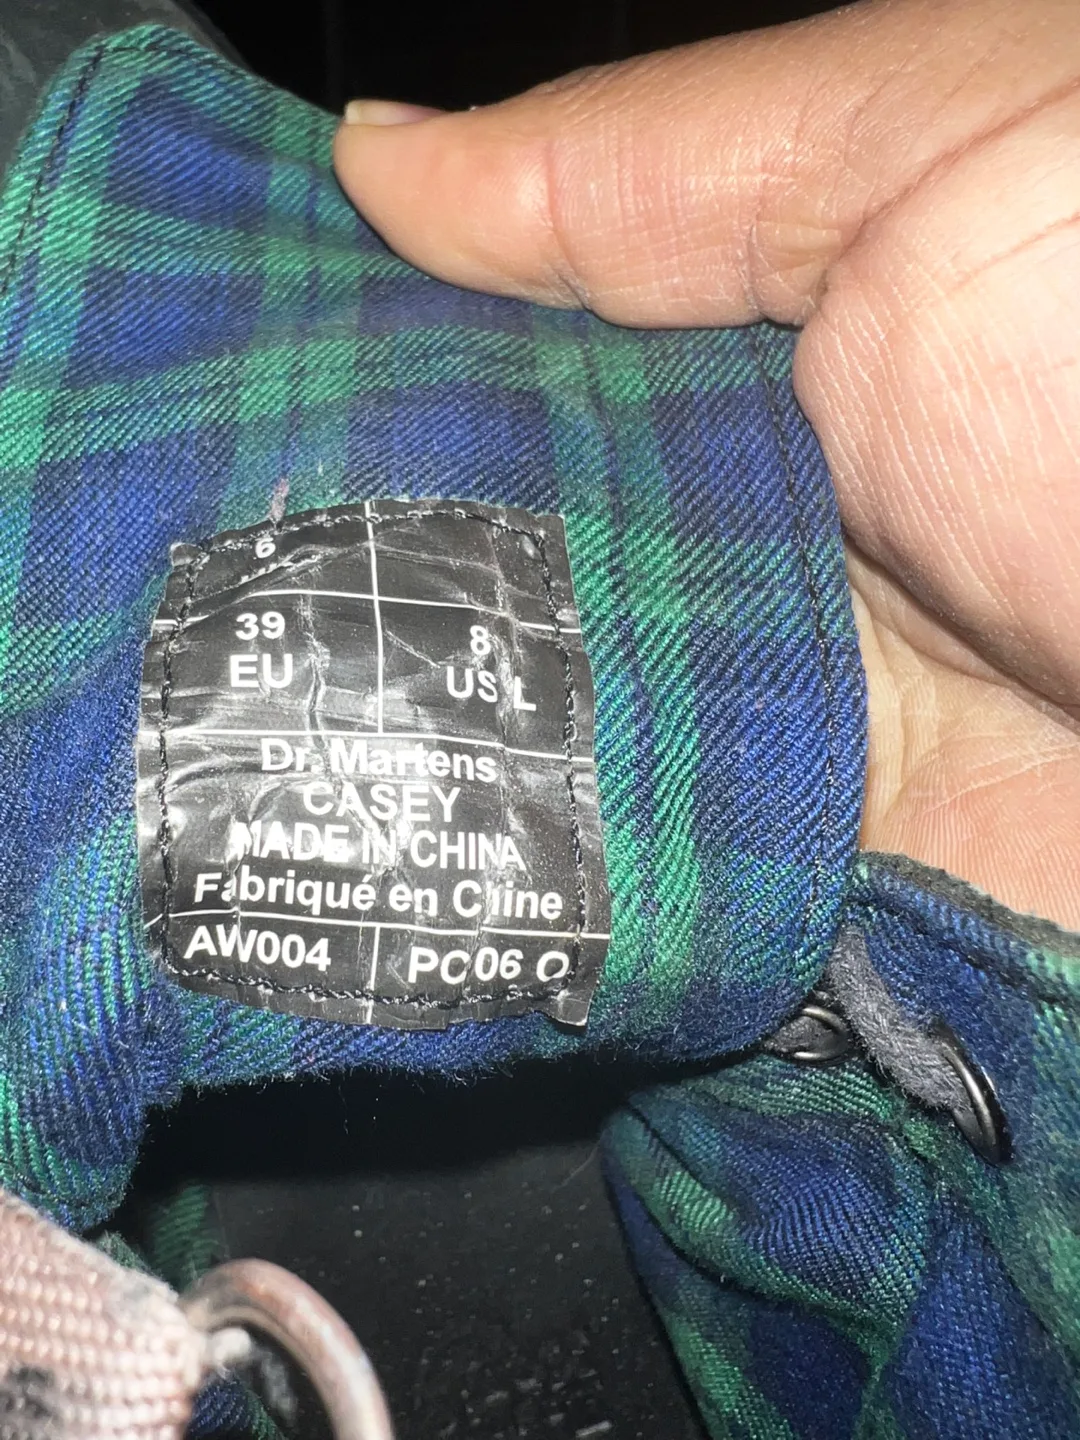 6
39
EU
8
US L
Dr. Martens
CASEY
MADE IN CHINA
Fabriqué en Chine
AW004
PC06 O